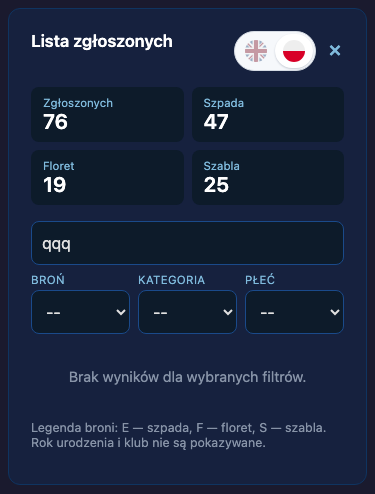 Lista zgłoszonych
×
Zgłoszonych
76
Szpada
47
Floret
19
Szabla
25
qqq
BROŃ KATEGORIA PŁEĆ
-- -- --
Brak wyników dla wybranych filtrów.
Legenda broni: E — szpada, F — floret, S — szabla.
Rok urodzenia i klub nie są pokazywane.